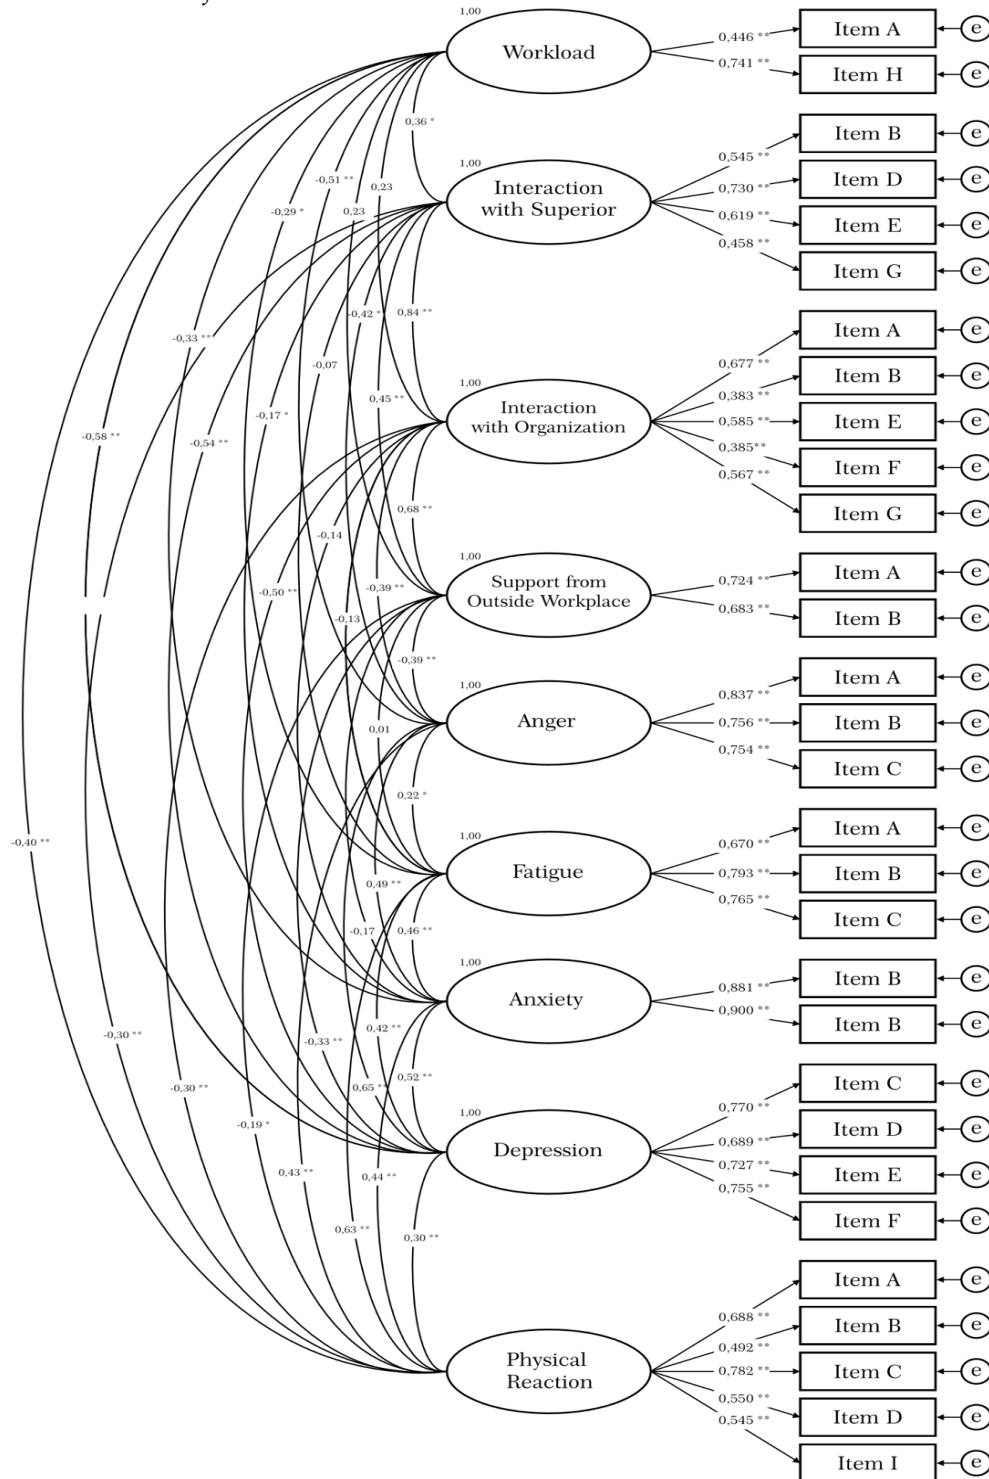 1,00
Workload
0,446 **
Item A
e
0,741 **
Item H
e
0,36 *
1,00
Interaction
with Superior
0,545 **
Item B
e
0,730 **
Item D
e
0,619 **
Item E
e
0,458 **
Item G
e
-0,51 **
0,23
-0,29 *
0,23
-0,42 *
0,84 **
-0,33 **
-0,07
1,00
Interaction
with Organization
0,677 **
Item A
e
0,383 **
Item B
e
0,585 **
Item E
e
0,385**
Item F
e
0,567 **
Item G
e
0,45 **
-0,17 *
-0,58 **
-0,54 **
0,68 **
-0,14
1,00
Support from
Outside Workplace
0,724 **
Item A
e
0,683 **
Item B
e
-0,39 **
-0,50 **
-0,13
-0,39 **
1,00
Anger
0,837 **
Item A
e
0,756 **
Item B
e
0,754 **
Item C
e
0,01
0,22 *
1,00
Fatigue
0,670 **
Item A
e
0,793 **
Item B
e
0,765 **
Item C
e
-0,40 **
0,49 **
-0,17
0,46 **
1,00
Anxiety
0,881 **
Item B
e
0,900 **
Item B
e
-0,30 **
0,42 **
-0,33 **
0,52 **
-0,30 **
0,65 **
1,00
Depression
0,770 **
Item C
e
0,689 **
Item D
e
0,727 **
Item E
e
0,755 **
Item F
e
-0,19 *
0,43 **
0,44 **
0,63 **
0,30 **
Physical
Reaction
0,688 **
Item A
e
0,492 **
Item B
e
0,782 **
Item C
e
0,550 **
Item D
e
0,545 **
Item I
e